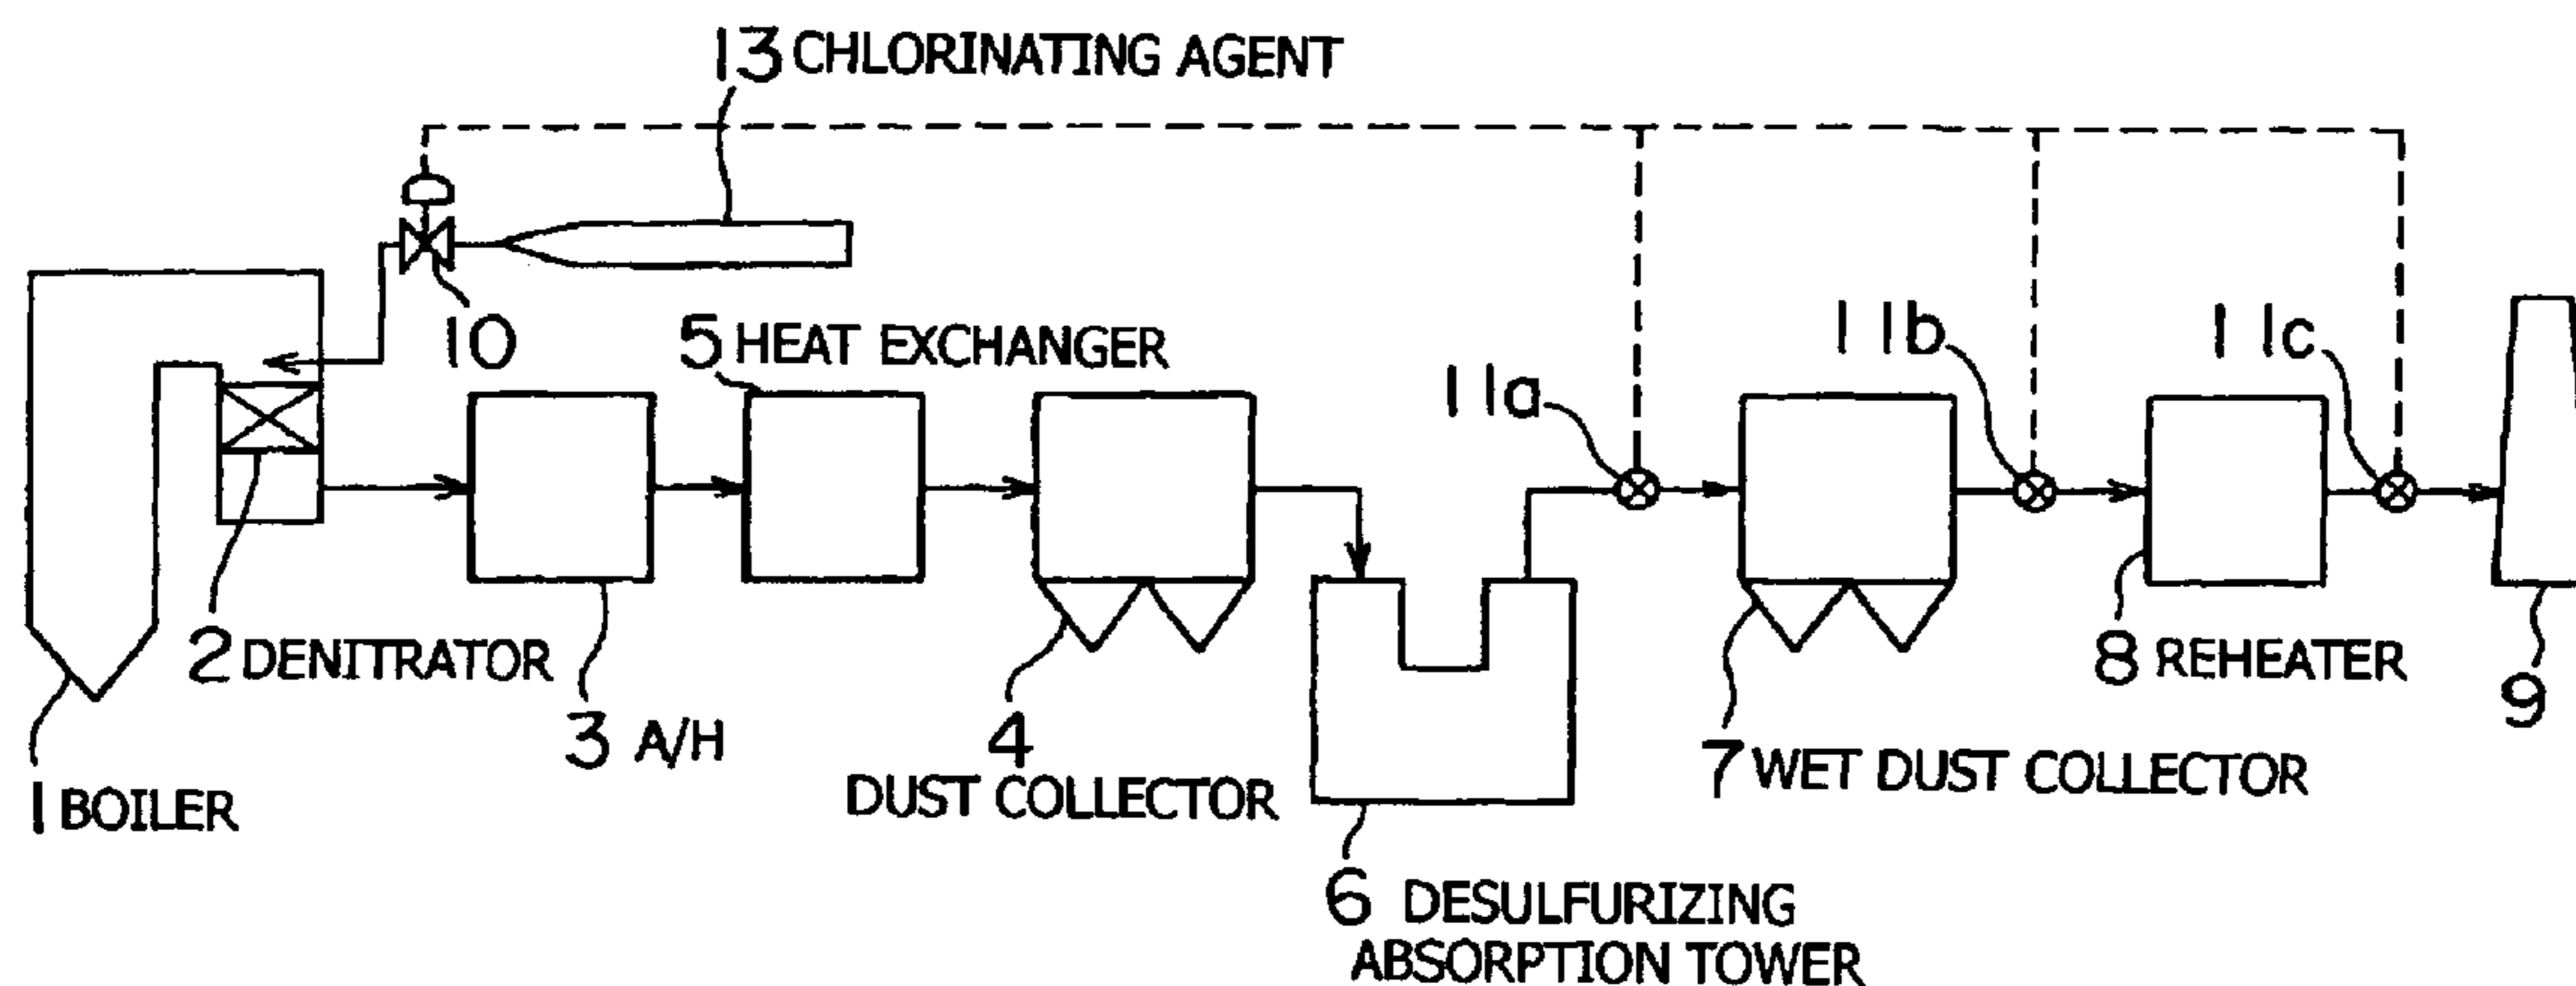 13 CHLORINATING AGENT
10
5 HEAT EXCHANGER
11a
11b
11c
2 DENITRATOR
3 A/H
4
DUST COLLECTOR
1 BOILER
7 WET DUST COLLECTOR
8 REHEATER
9
6 DESULFURIZING
ABSORPTION TOWER